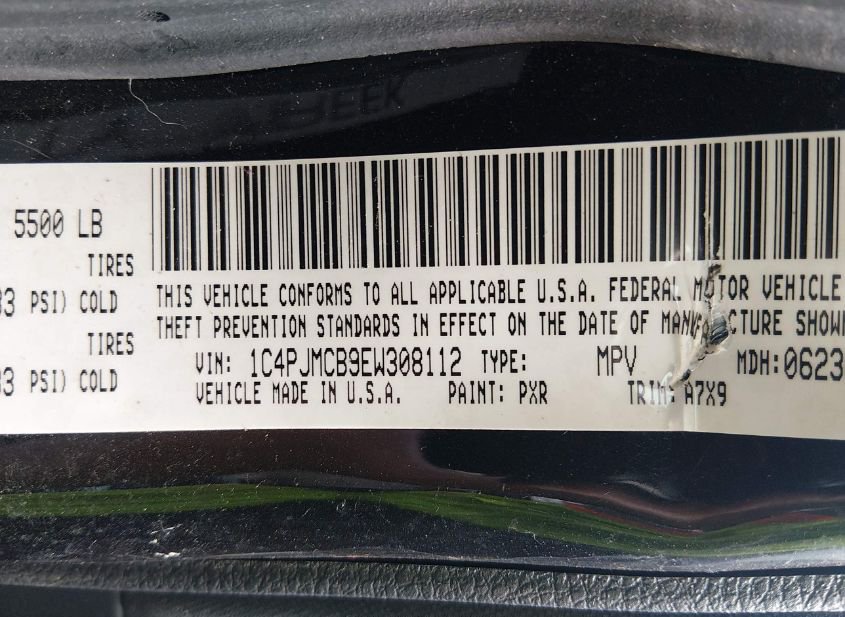 5500 LB
TIRES
33 PSI) COLD
TIRES
33 PSI) COLD
THIS VEHICLE CONFORMS TO ALL APPLICABLE U.S.A. FEDERAL MOTOR VEHICLE
THEFT PREVENTION STANDARDS IN EFFECT ON THE DATE OF MANUFACTURE SHOWN
VIN: 1C4PJMCB9EW308112 TYPE: MPV MDH: 0623
VEHICLE MADE IN U.S.A. PAINT: PXR TRIM: A7X9